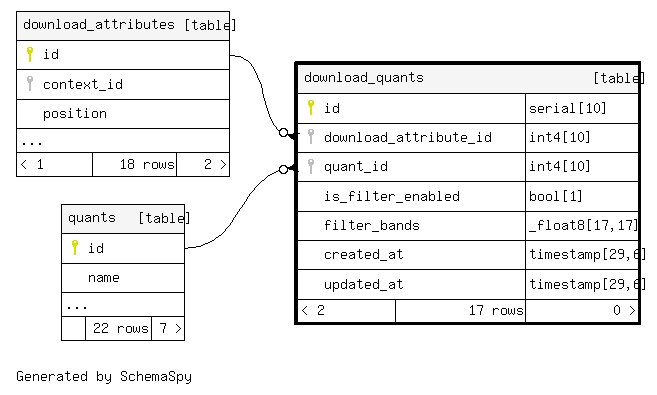 download_attributes [table]
id
context_id
position
...
< 1 18 rows 2 >
download_quants [table]
id serial[10]
download_attribute_id int4[10]
quant_id int4[10]
is_filter_enabled bool[1]
filter_bands _float8[17,17]
created_at timestamp[29,6]
updated_at timestamp[29,6]
< 2 17 rows 0 >
quants [table]
id
name
...
22 rows 7 >
Generated by SchemaSpy